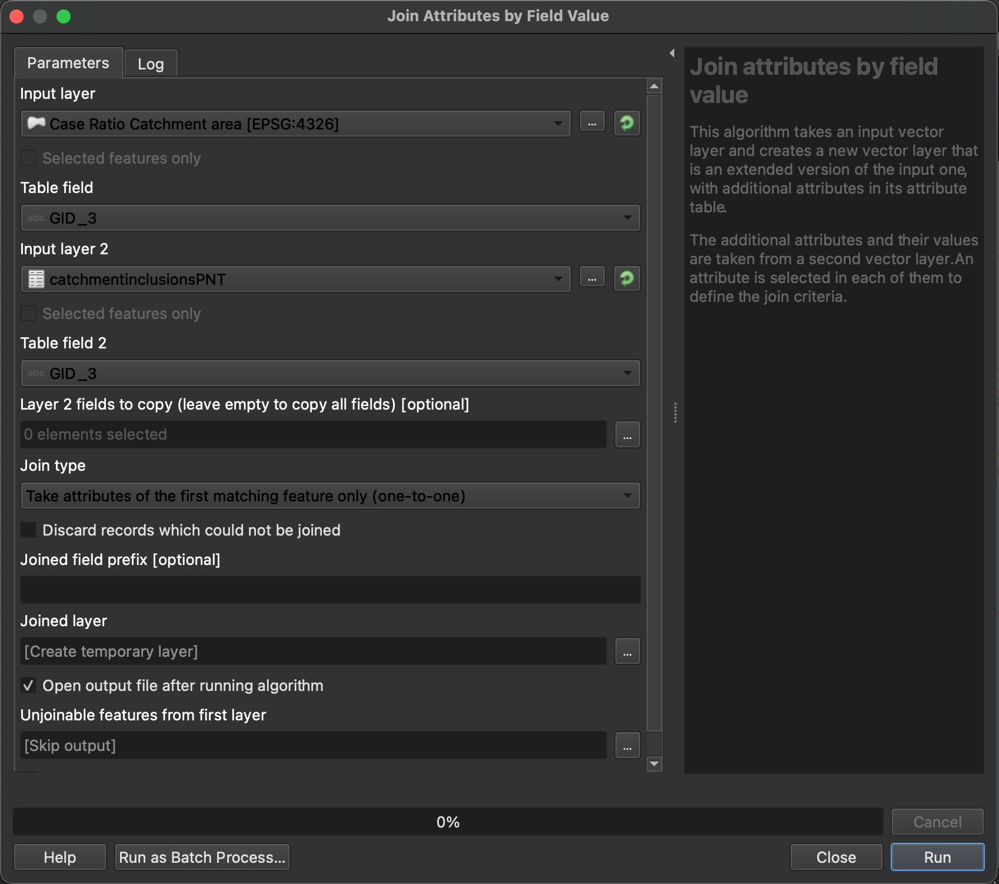 Join Attributes by Field Value
Parameters
Log
Input layer
Case Ratio Catchment area [EPSG:4326]
...
Selected features only
Table field
abc GID_3
Input layer 2
catchmentinclusionsPNT
...
Selected features only
Table field 2
abc GID_3
Layer 2 fields to copy (leave empty to copy all fields) [optional]
0 elements selected
...
Join type
Take attributes of the first matching feature only (one-to-one)
Discard records which could not be joined
Joined field prefix [optional]
Joined layer
[Create temporary layer]
...
Open output file after running algorithm
Unjoinable features from first layer
[Skip output]
...
Join attributes by field
value
This algorithm takes an input vector
layer and creates a new vector layer that
is an extended version of the input one,
with additional attributes in its attribute
table.
The additional attributes and their values
are taken from a second vector layer.An
attribute is selected in each of them to
define the join criteria.
0%
Cancel
Help
Run as Batch Process...
Close
Run